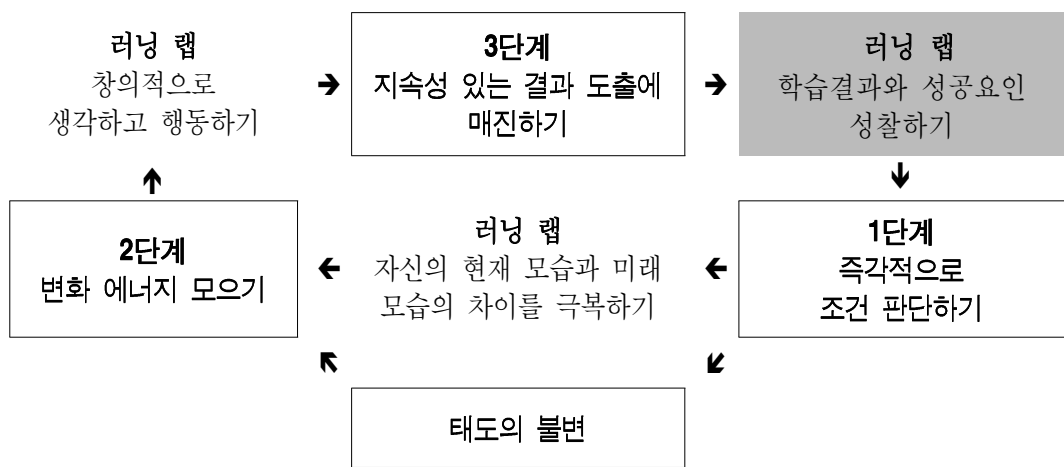 러닝 랩
창의적으로
생각하고 행동하기
3단계
지속성 있는 결과 도출에
매진하기
러닝 랩
학습결과와 성공요인
성찰하기
2단계
변화 에너지 모으기
러닝 랩
자신의 현재 모습과 미래
모습의 차이를 극복하기
1단계
즉각적으로
조건 판단하기
태도의 불변